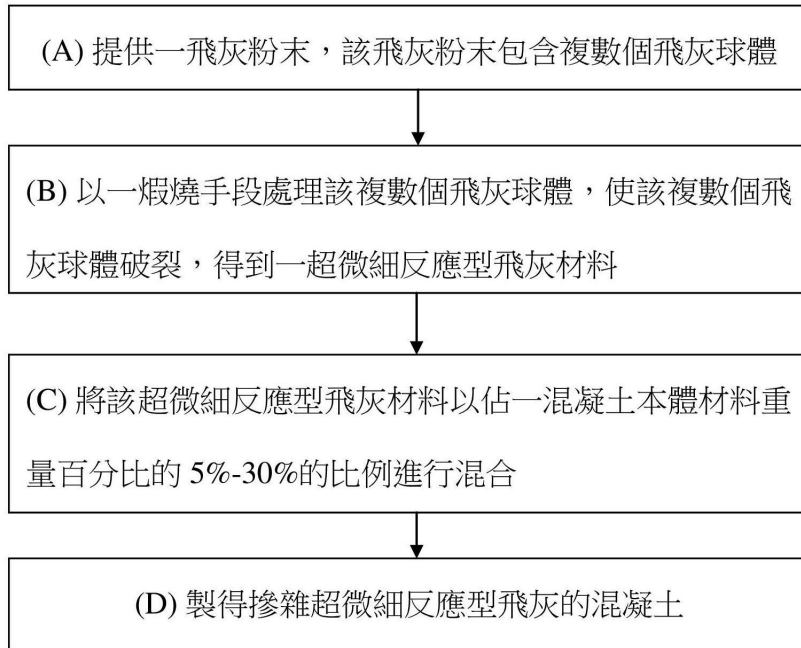 (A) 提供一飛灰粉末，該飛灰粉末包含複數個飛灰球體
(B) 以一煆燒手段處理該複數個飛灰球體，使該複數個飛
灰球體破裂，得到一超微細反應型飛灰材料
(C) 將該超微細反應型飛灰材料以佔一混凝土本體材料重
量百分比的 5%-30%的比例進行混合
(D) 製得摻雜超微細反應型飛灰的混凝土